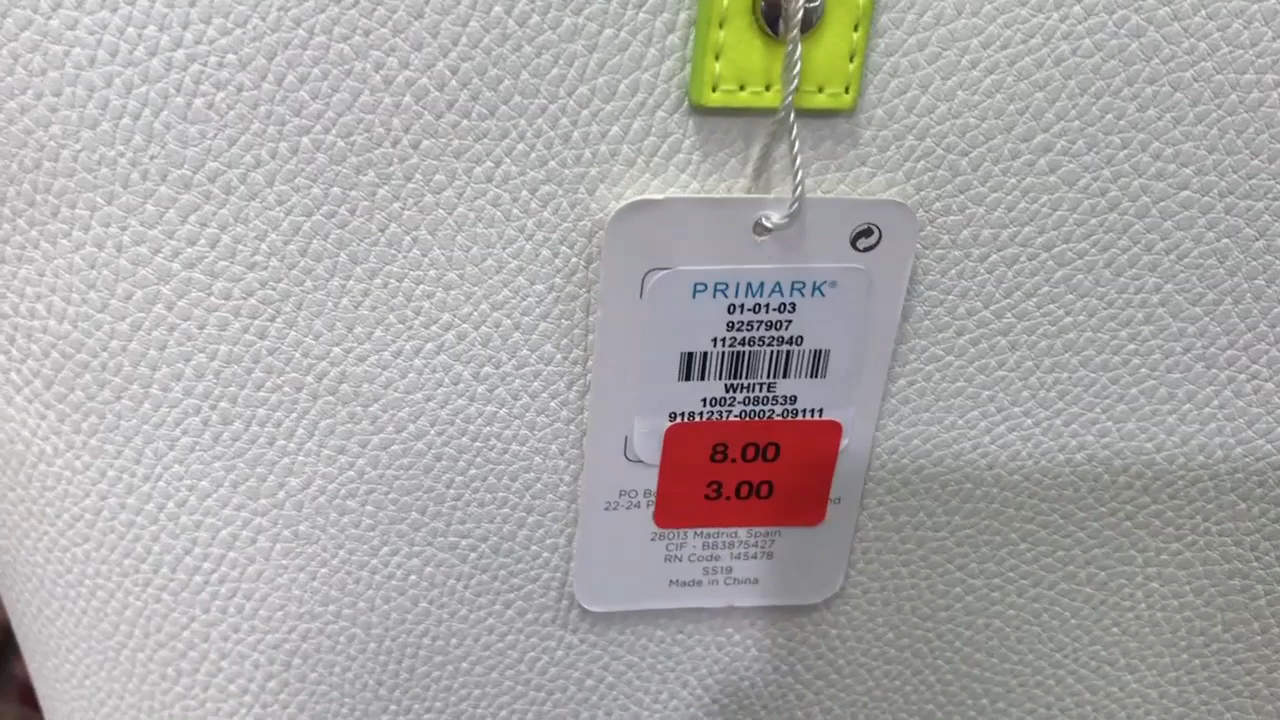 PRIMARK®
01-01-03
9257907
1124652940
WHITE
1002-080539
9181237-0002-09111
8.00
3.00
PO
22-24
28013 Madrid, Spain
CIF - B83875427
RN Code 145478
SS19
Made in China